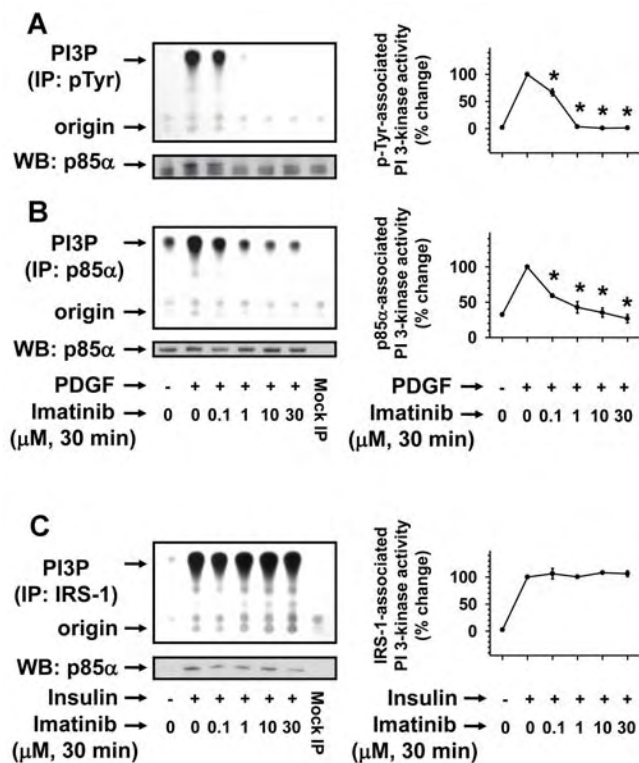 A
PI3P
(IP: pTyr)
origin
WB: p85α
p-Tyr-associated
PI 3-kinase activity
(% change)
100
50
0
* * * *
B
PI3P
(IP: p85α)
origin
WB: p85α
p85α-associated
PI 3-kinase activity
(% change)
100
50
0
* * * *
PDGF - + + + + + Mock IP
Imatinib 0 0 0.1 1 10 30
(μM, 30 min)
PDGF - + + + + +
Imatinib 0 0 0.1 1 10 30
(μM, 30 min)
C
PI3P
(IP: IRS-1)
origin
WB: p85α
IRS-1-associated
PI 3-kinase activity
(% change)
100
50
0
Insulin - + + + + + Mock IP
Imatinib 0 0 0.1 1 10 30
(μM, 30 min)
Insulin - + + + + +
Imatinib 0 0 0.1 1 10 30
(μM, 30 min)